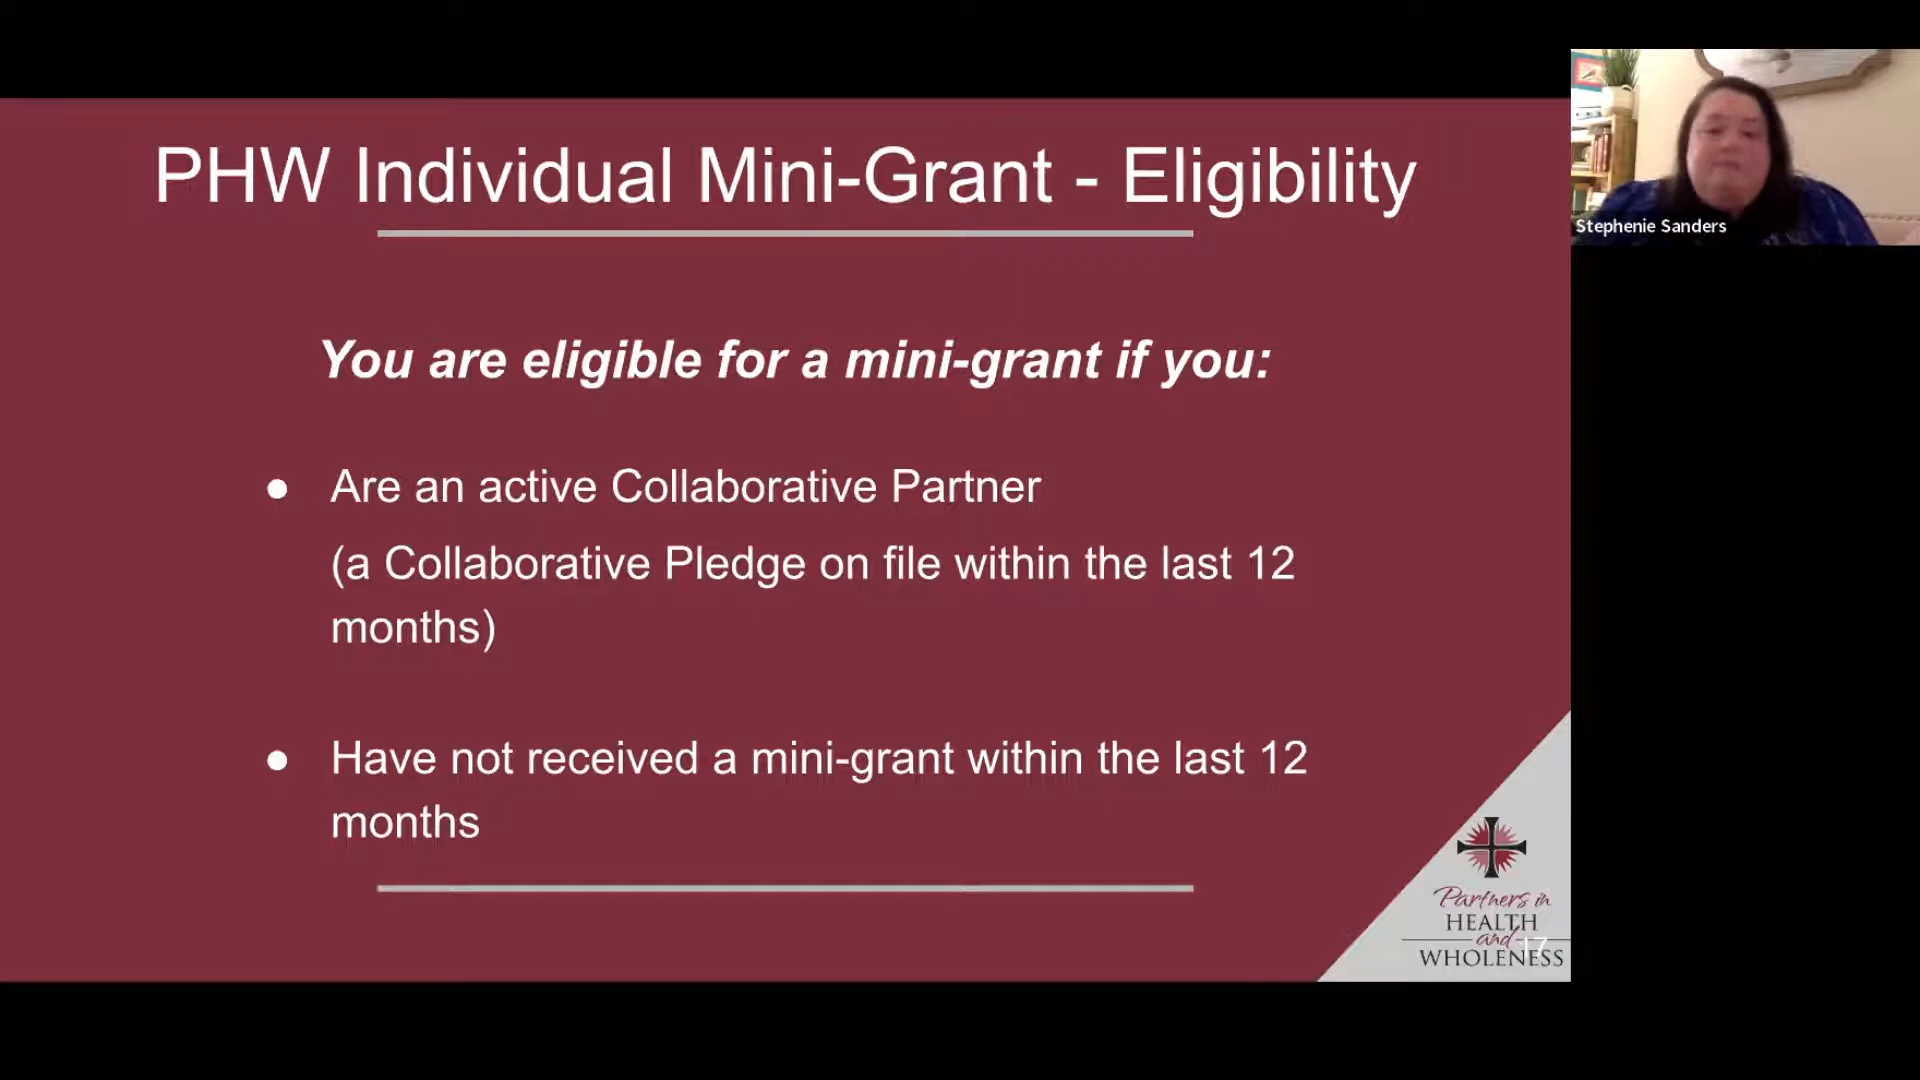 PHW Individual Mini-Grant - Eligibility
Stephenie Sanders
You are eligible for a mini-grant if you:
● Are an active Collaborative Partner
(a Collaborative Pledge on file within the last 12
months)
● Have not received a mini-grant within the last 12
months
Partners in
HEALTH
and
17
WHOLENESS